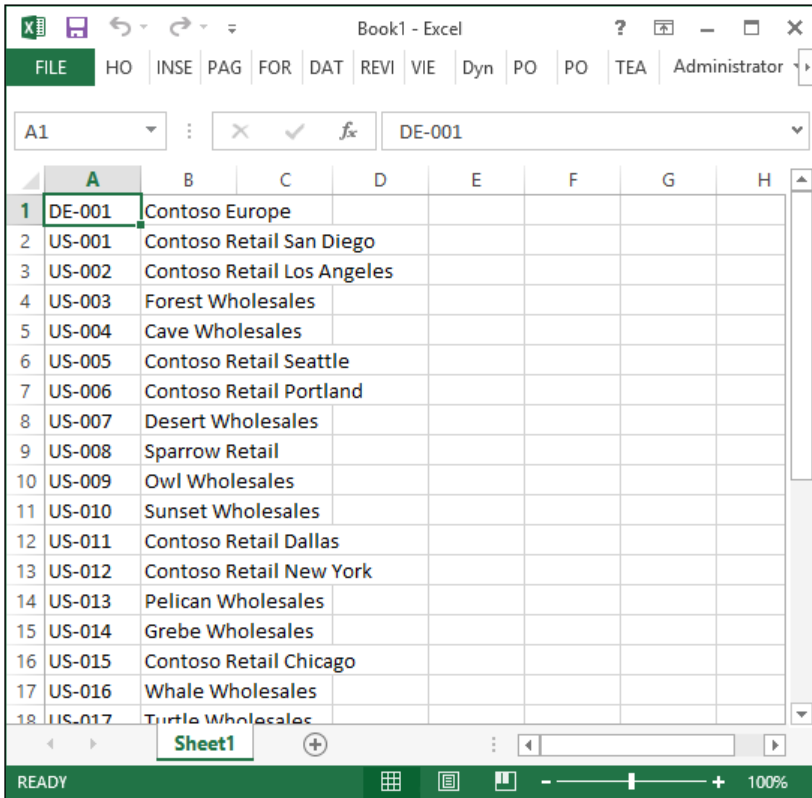 Book1 - Excel ?
FILE HO INSE PAG FOR DAT REVI VIE Dyn PO PO TEA Administrator
A1 fx DE-001
A B C D E F G H
1 DE-001 Contoso Europe
2 US-001 Contoso Retail San Diego
3 US-002 Contoso Retail Los Angeles
4 US-003 Forest Wholesales
5 US-004 Cave Wholesales
6 US-005 Contoso Retail Seattle
7 US-006 Contoso Retail Portland
8 US-007 Desert Wholesales
9 US-008 Sparrow Retail
10 US-009 Owl Wholesales
11 US-010 Sunset Wholesales
12 US-011 Contoso Retail Dallas
13 US-012 Contoso Retail New York
14 US-013 Pelican Wholesales
15 US-014 Grebe Wholesales
16 US-015 Contoso Retail Chicago
17 US-016 Whale Wholesales
18 US-017 Turtle Wholesales
Sheet1
READY 100%